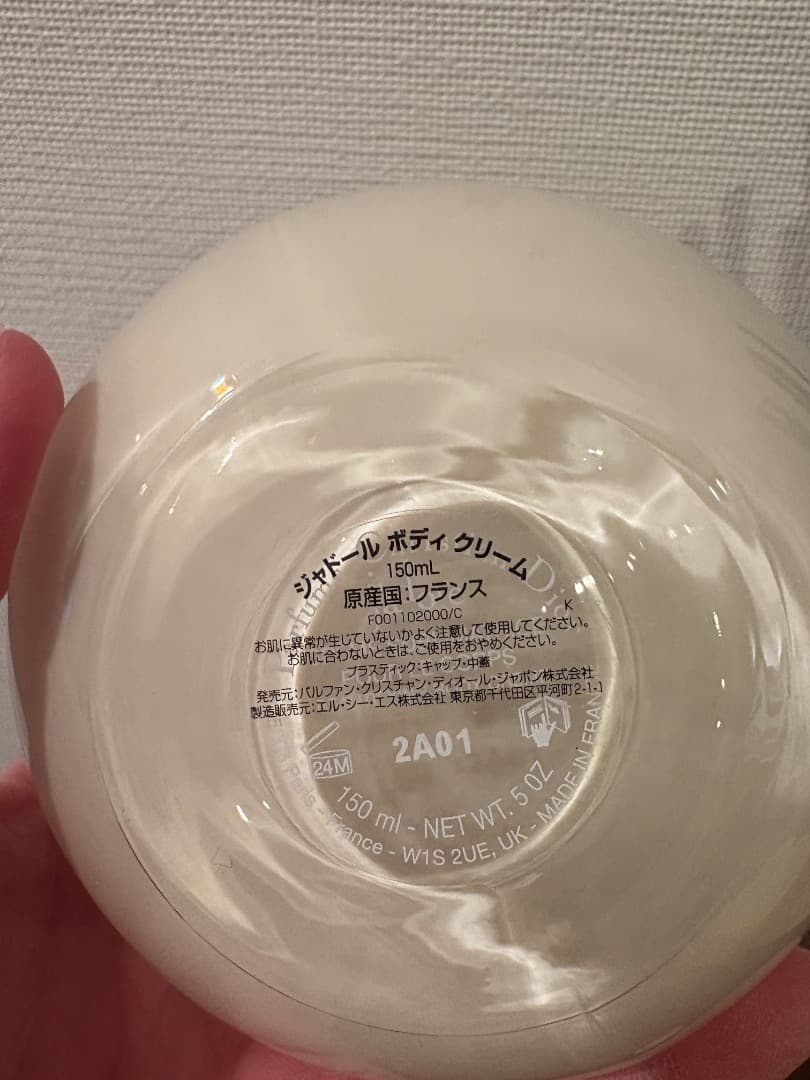 ジャドール ボディ クリーム
150mL
原産国：フランス
F001102000/C K
お肌に異常が生じていないかよく注意して使用してください。
お肌に合わないときは、ご使用をおやめください。
プラスティック：キャップ・中蓋
発売元：パルファン・クリスチャン・ディオール・ジャポン株式会社
製造販売元：エル・シー・エス株式会社 東京都千代田区平河町2-1-1
24M
2A01
150 ml - NET WT. 5 OZ
Paris - France - W1S 2UE, UK - MADE IN FRAN